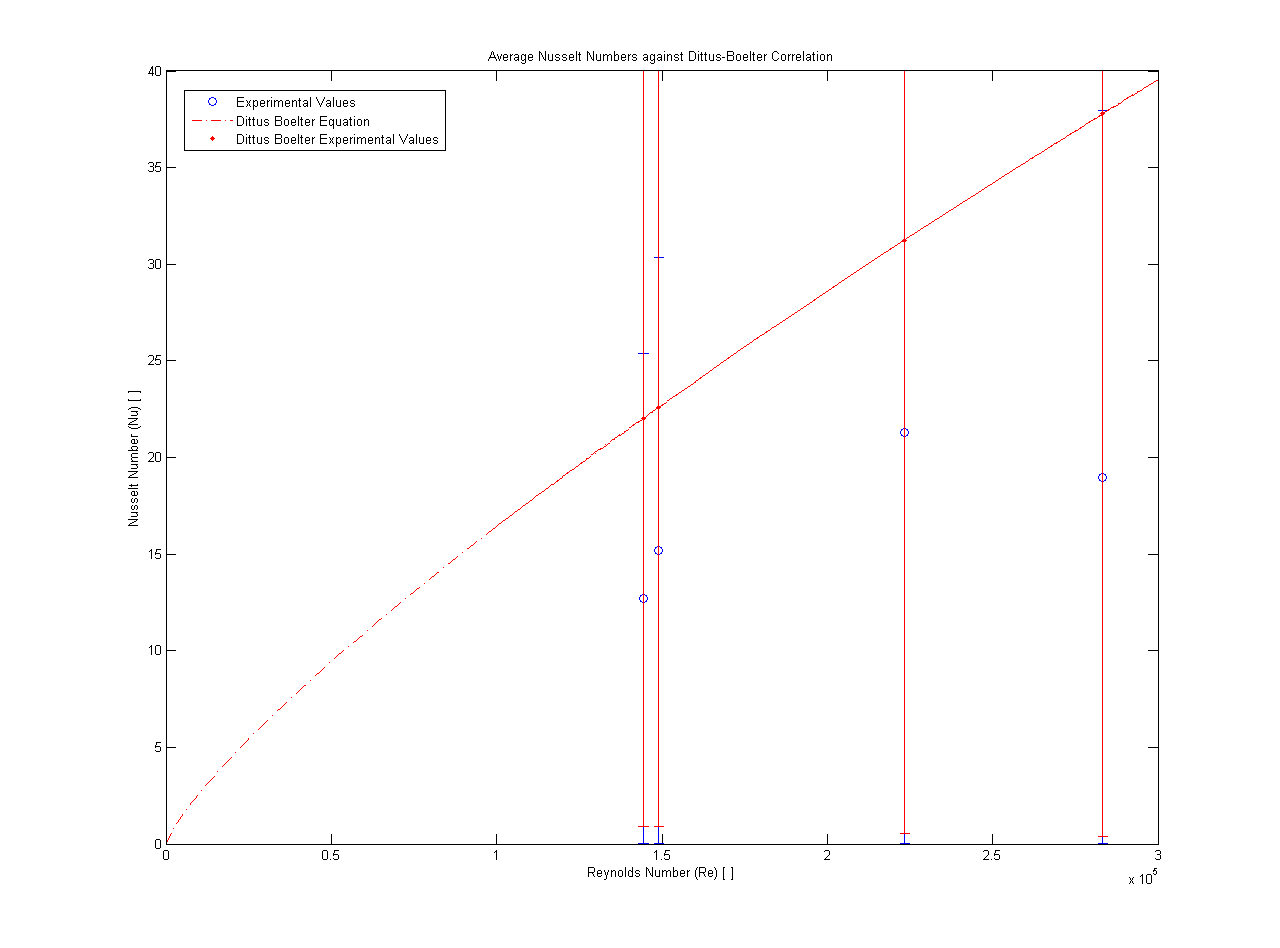 Average Nusselt Numbers against Dittus-Boelter Correlation
Experimental Values
Dittus Boelter Equation
Dittus Boelter Experimental Values
40
35
30
25
20
15
10
5
0
Nusselt Number (Nu) [ ]
0 0.5 1 1.5 2 2.5 3
x 10⁵
Reynolds Number (Re) [ ]